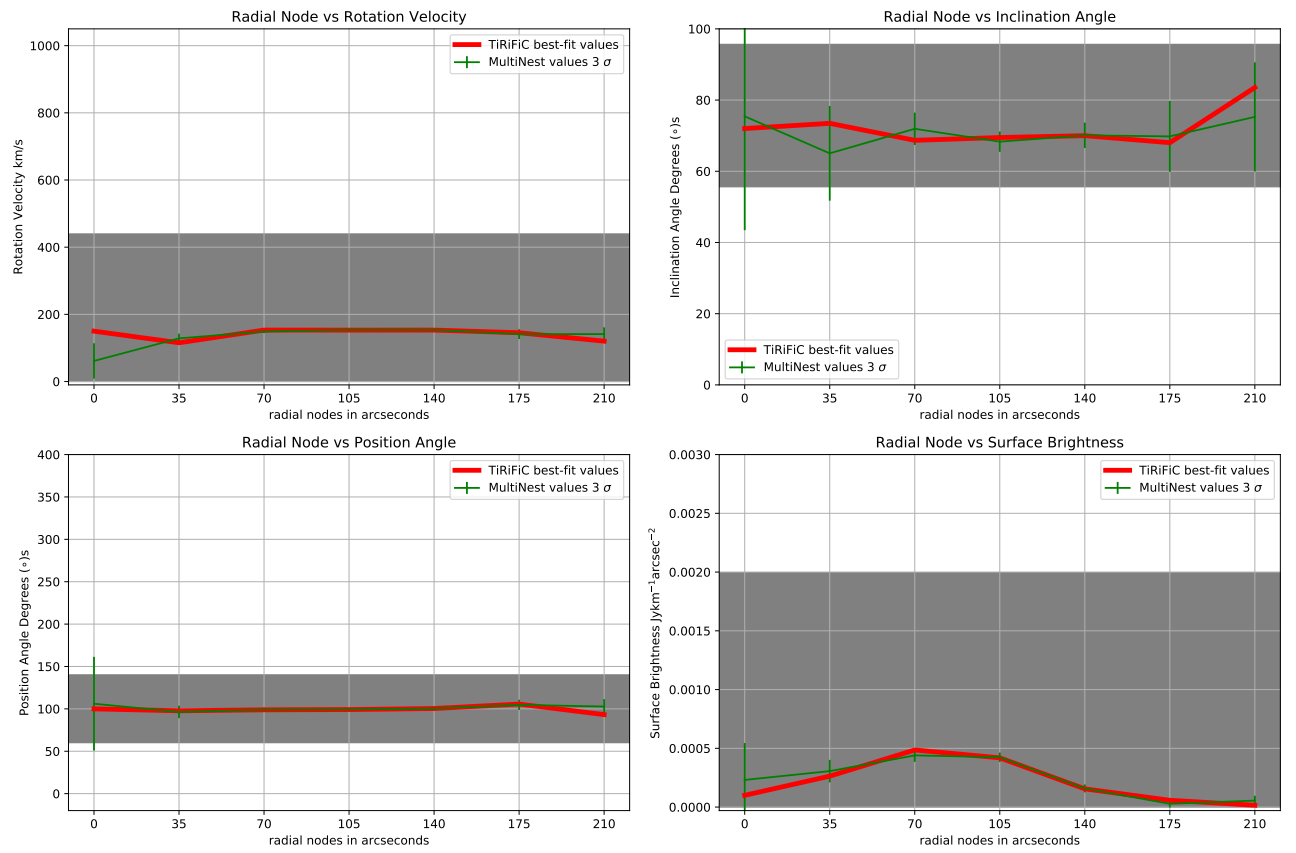 Radial Node vs Rotation Velocity
Rotation Velocity km/s
1000
800
600
400
200
0
TiRiFiC best-fit values
MultiNest values 3 σ
0 35 70 105 140 175 210
radial nodes in arcseconds
Radial Node vs Inclination Angle
Inclination Angle Degrees (∘)s
100
80
60
40
20
0
TiRiFiC best-fit values
MultiNest values 3 σ
0 35 70 105 140 175 210
radial nodes in arcseconds
Radial Node vs Position Angle
Position Angle Degrees (∘)s
400
350
300
250
200
150
100
50
0
TiRiFiC best-fit values
MultiNest values 3 σ
0 35 70 105 140 175 210
radial nodes in arcseconds
Radial Node vs Surface Brightness
Surface Brightness Jykm⁻¹arcsec⁻²
0.0030
0.0025
0.0020
0.0015
0.0010
0.0005
0.0000
TiRiFiC best-fit values
MultiNest values 3 σ
0 35 70 105 140 175 210
radial nodes in arcseconds